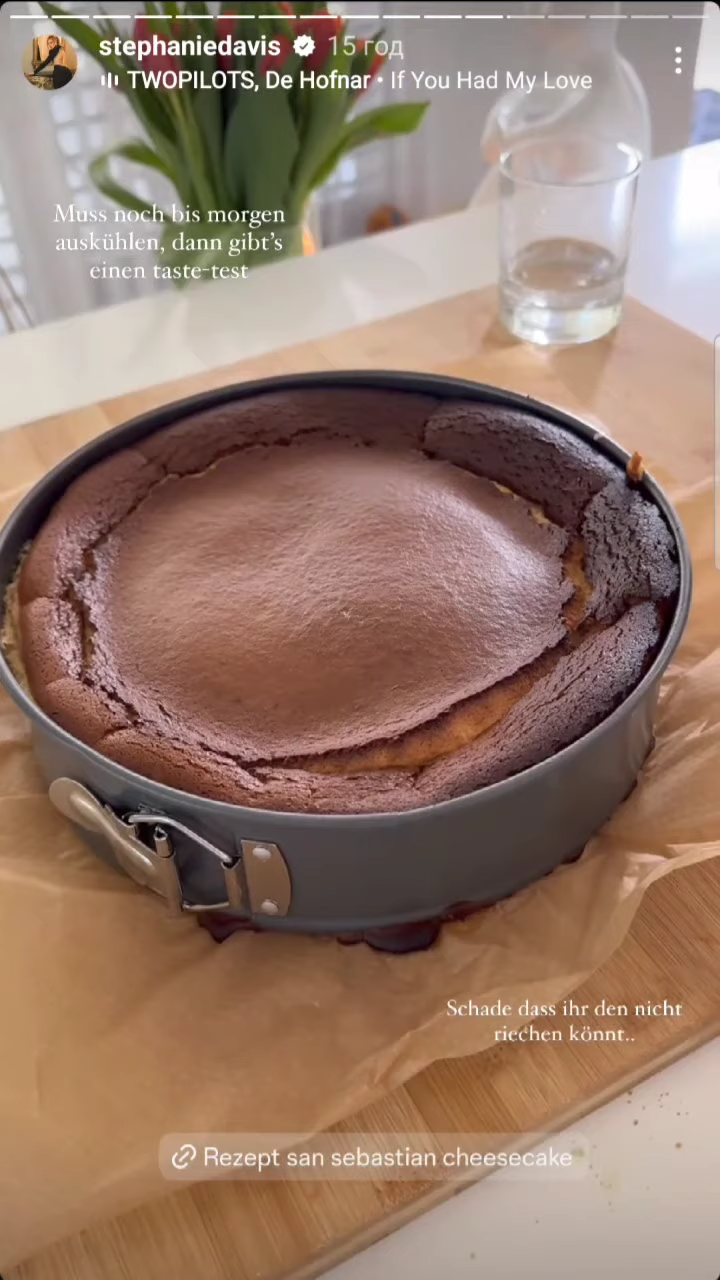 stephaniedavis 15 год
TWOPILOTS, De Hofnar • If You Had My Love
Muss noch bis morgen
auskühlen, dann gibt's
einen taste-test
Schade dass ihr den nicht
riechen könnt..
Rezept san sebastian cheesecake